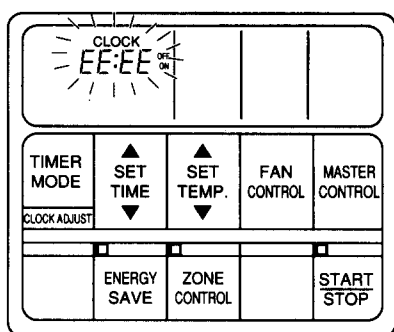 CLOCK
EE:EE OFF
ON
TIMER
MODE
CLOCK ADJUST
▲
SET
TIME
▼
▲
SET
TEMP.
▼
FAN
CONTROL
MASTER
CONTROL
ENERGY
SAVE
ZONE
CONTROL
START
STOP